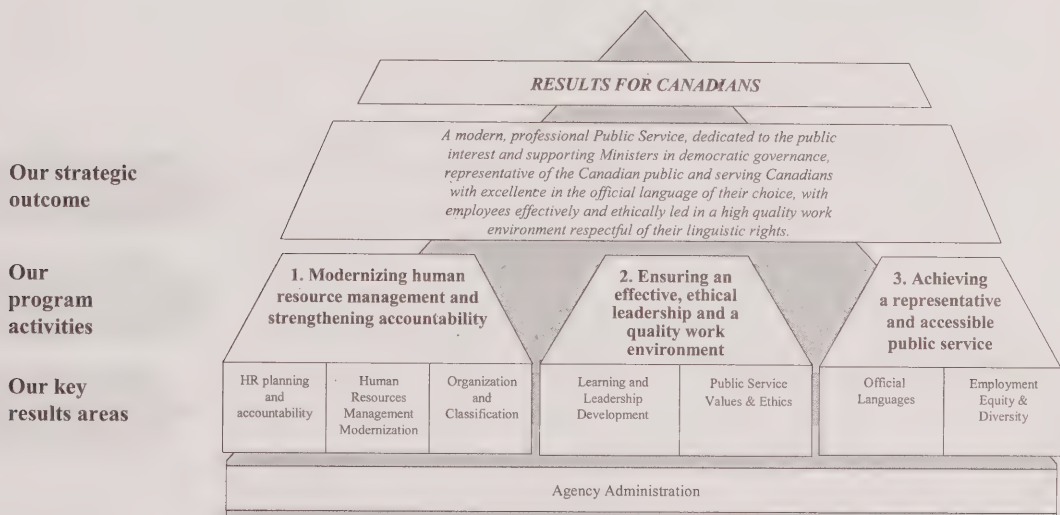 RESULTS FOR CANADIANS
Our strategic
outcome
A modern, professional Public Service, dedicated to the public
interest and supporting Ministers in democratic governance,
representative of the Canadian public and serving Canadians
with excellence in the official language of their choice, with
employees effectively and ethically led in a high quality work
environment respectful of their linguistic rights.
Our
program
activities
1. Modernizing human
resource management and
strengthening accountability
2. Ensuring an
effective, ethical
leadership and a
quality work
environment
3. Achieving
a representative
and accessible
public service
Our key
results areas
HR planning
and
accountability
Human
Resources
Management
Modernization
Organization
and
Classification
Learning and
Leadership
Development
Public Service
Values & Ethics
Official
Languages
Employment
Equity &
Diversity
Agency Administration